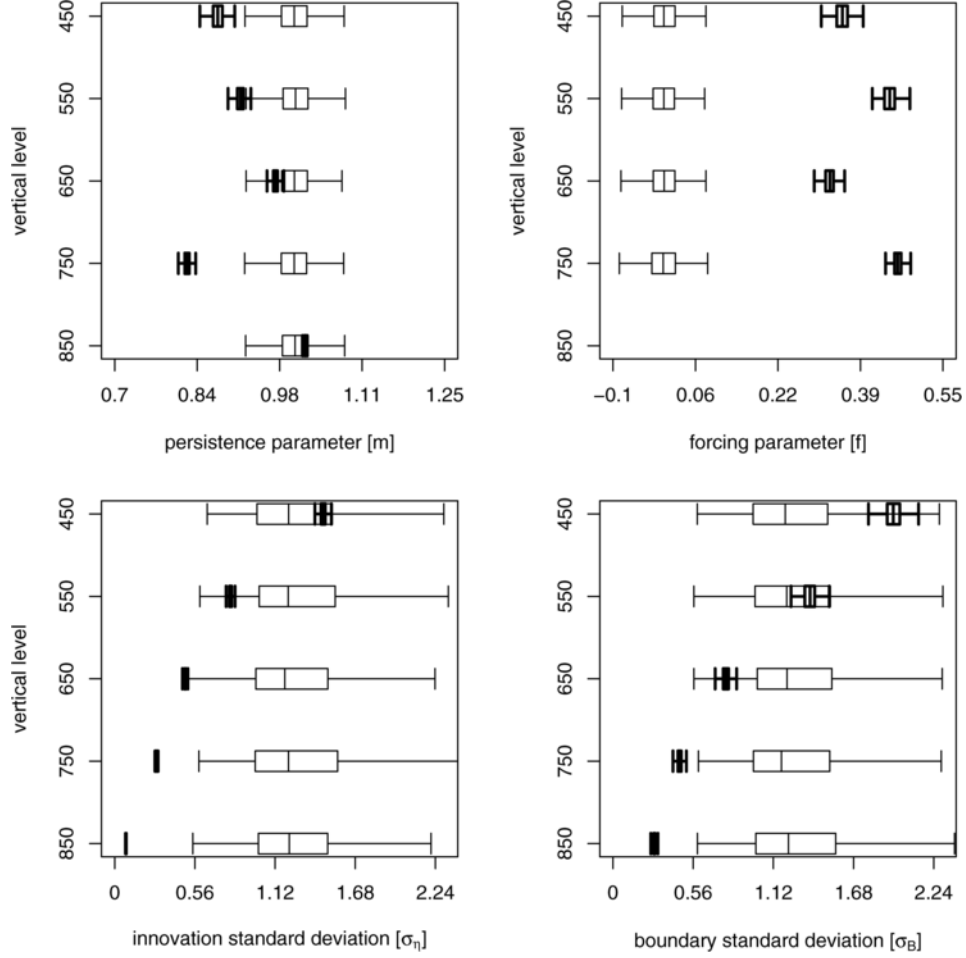 450
550
650
750
850
vertical level
0.7 0.84 0.98 1.11 1.25
persistence parameter [m]
450
550
650
750
850
vertical level
−0.1 0.06 0.22 0.39 0.55
forcing parameter [f]
450
550
650
750
850
vertical level
0 0.56 1.12 1.68 2.24
innovation standard deviation [ση]
450
550
650
750
850
0 0.56 1.12 1.68 2.24
boundary standard deviation [σB]